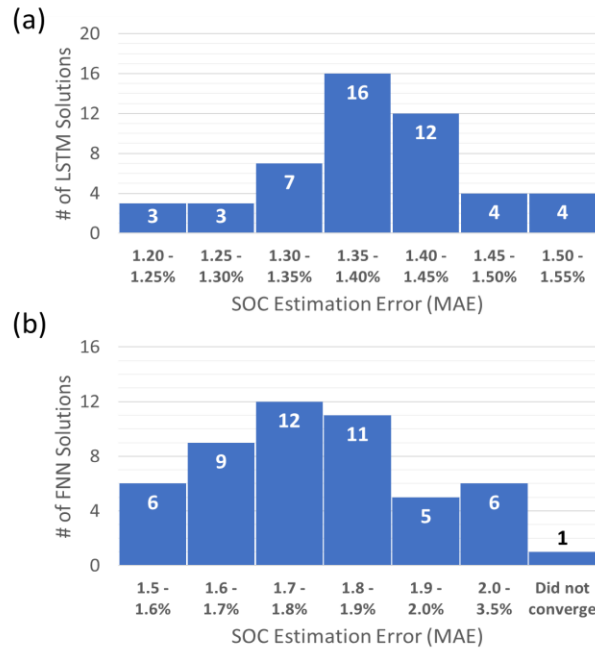 (a)
# of LSTM Solutions
20
16
12
8
4
0
3
3
7
16
12
4
4
1.20 - 1.25%
1.25 - 1.30%
1.30 - 1.35%
1.35 - 1.40%
1.40 - 1.45%
1.45 - 1.50%
1.50 - 1.55%
SOC Estimation Error (MAE)
(b)
# of FNN Solutions
16
12
8
4
0
6
9
12
11
5
6
1
1.5 - 1.6%
1.6 - 1.7%
1.7 - 1.8%
1.8 - 1.9%
1.9 - 2.0%
2.0 - 3.5%
Did not converge
SOC Estimation Error (MAE)